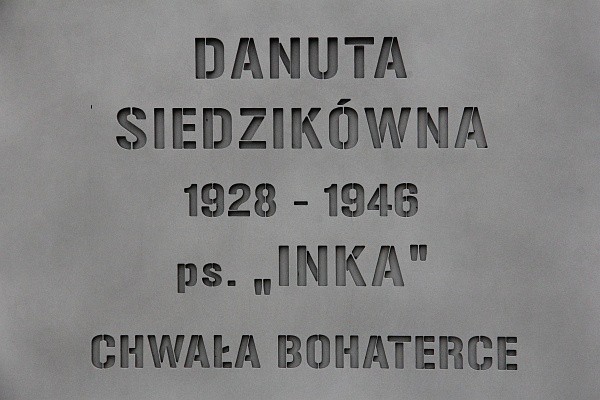 DANUTA
SIEDZIKÓWNA
1928 - 1946
ps. „INKA"
CHWAŁA BOHATERCE